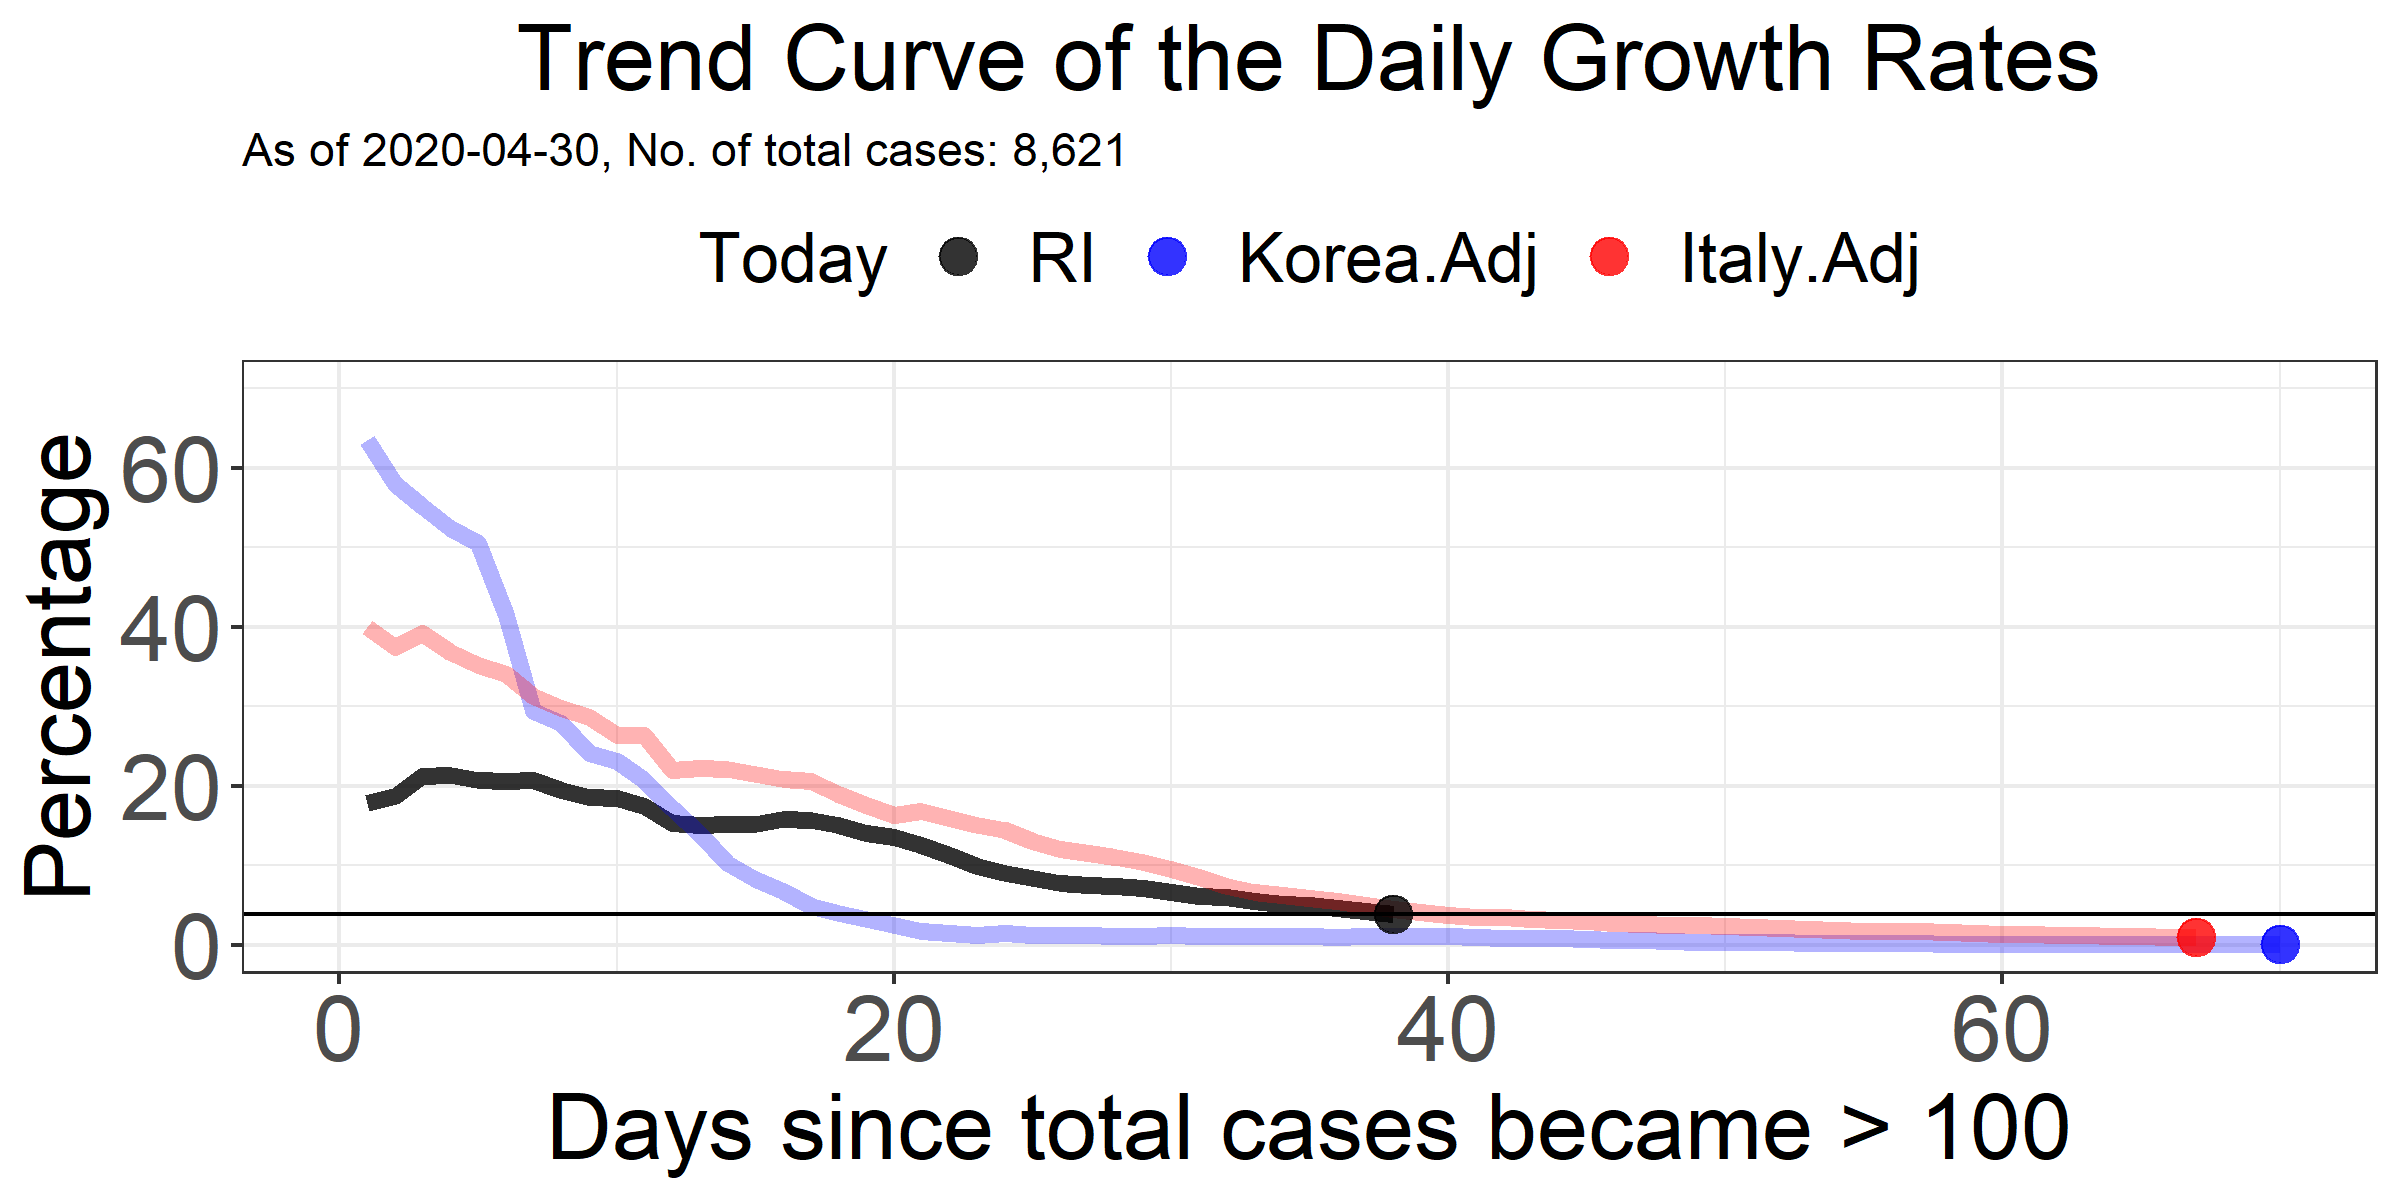 Trend Curve of the Daily Growth Rates
As of 2020-04-30, No. of total cases: 8,621
Today RI Korea.Adj Italy.Adj
Percentage
60
40
20
0
0 20 40 60
Days since total cases became > 100